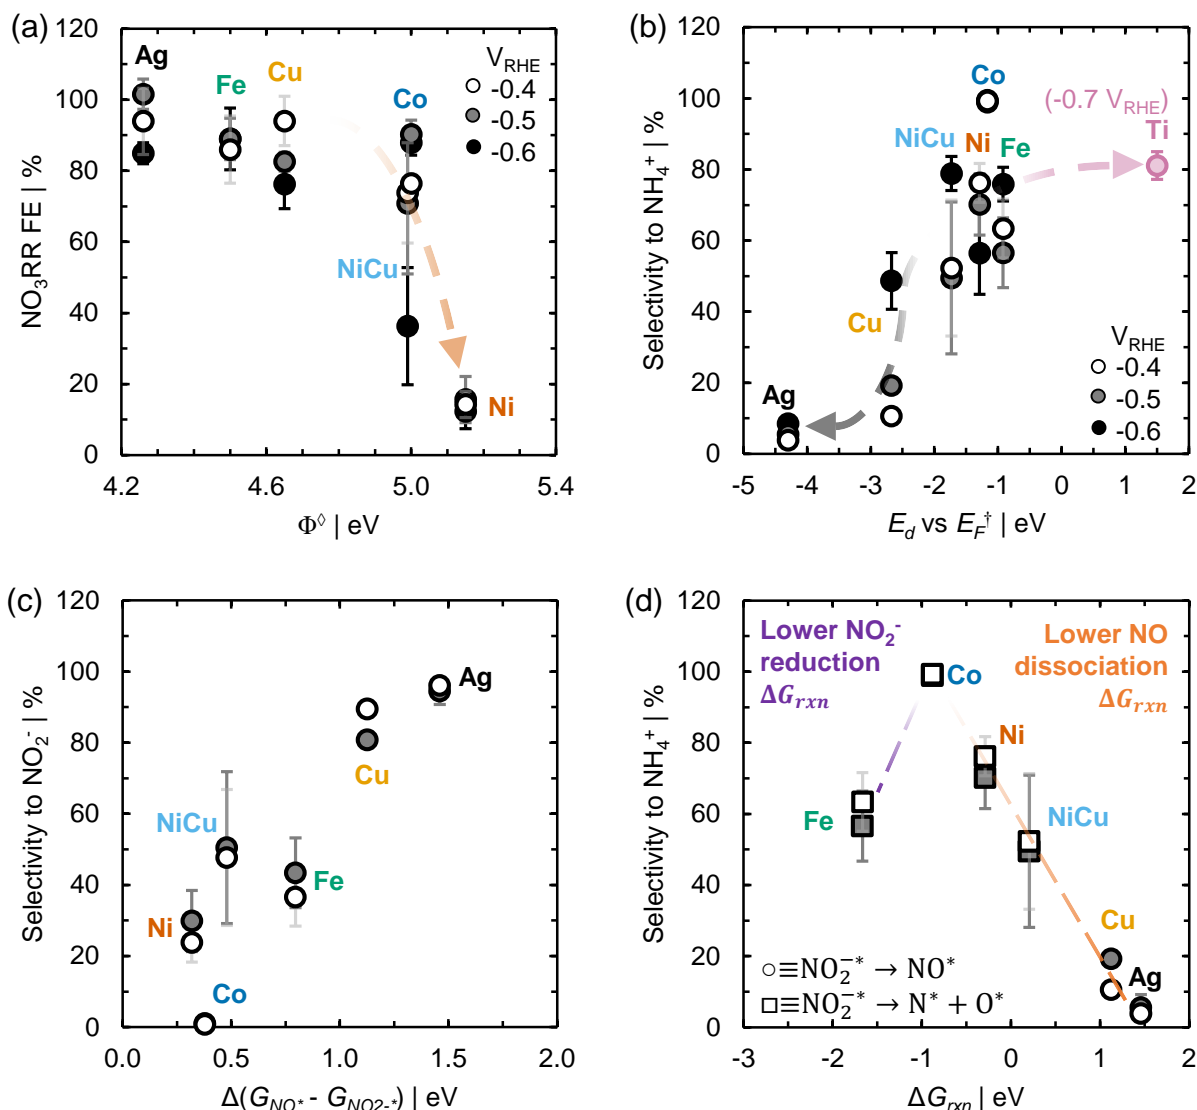 (a)
120
100
80
60
40
20
0
NO₃RR FE | %
Ag
Fe
Cu
Co
NiCu
Ni
V_RHE
-0.4
-0.5
-0.6
4.2
4.6
5.0
5.4
Φ^◊ | eV
(b)
120
100
80
60
40
20
0
Selectivity to NH₄⁺ | %
Co
(-0.7 V_RHE)
Ti
NiCu
Ni
Fe
Cu
Ag
V_RHE
-0.4
-0.5
-0.6
-5
-4
-3
-2
-1
0
1
2
E_d vs E_F^† | eV
(c)
120
100
80
60
40
20
0
Selectivity to NO₂⁻ | %
Ag
Cu
NiCu
Fe
Ni
Co
0.0
0.5
1.0
1.5
2.0
Δ(G_NO* - G_NO2-*) | eV
(d)
120
100
80
60
40
20
0
Selectivity to NH₄⁺ | %
Lower NO₂⁻
reduction
ΔG_rxn
Lower NO
dissociation
ΔG_rxn
Co
Ni
Fe
NiCu
Cu
Ag
○≡NO₂⁻* → NO*
□≡NO₂⁻* → N* + O*
-3
-2
-1
0
1
2
ΔG_rxn | eV